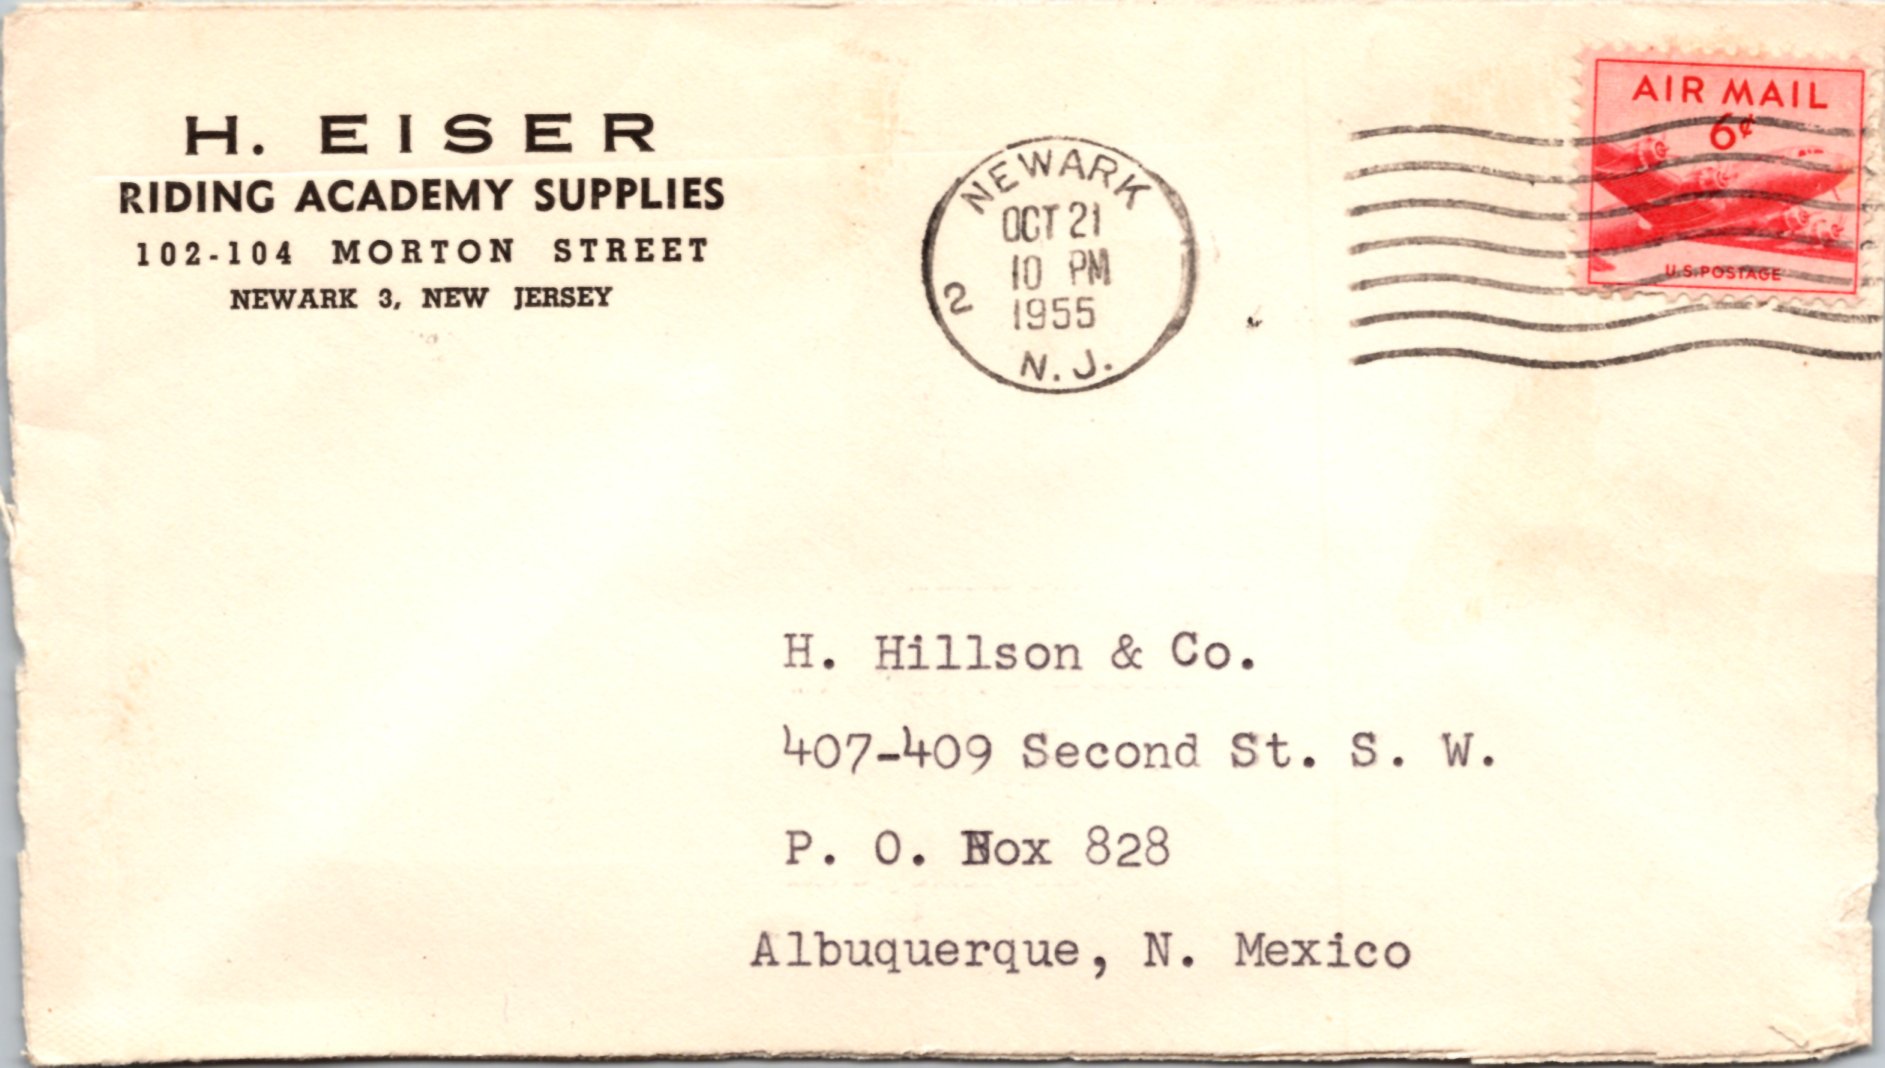 H. EISER
RIDING ACADEMY SUPPLIES
102-104 MORTON STREET
NEWARK 3, NEW JERSEY
NEWARK
OCT 21
10 PM
1955
2
N.J.
AIR MAIL
6¢
U.S. POSTAGE
H. Hillson & Co.
407-409 Second St. S. W.
P. O. Box 828
Albuquerque, N. Mexico